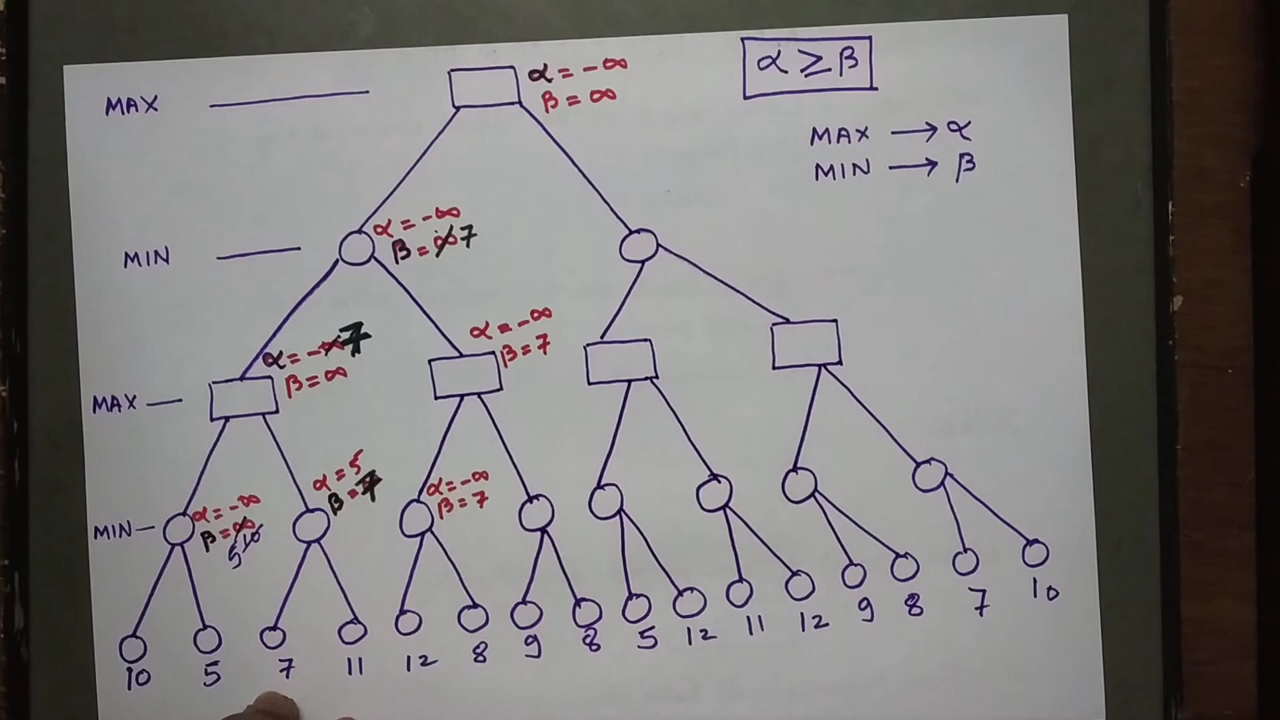 MAX
α = -∞
β = ∞
α ≥ β
MAX → α
MIN → β
MIN
α = -∞
β = ∞ 7
MAX
α = -∞ 7
β = ∞
α = -∞
β = 7
MIN
α = -∞
β = ∞
5 10
α = 5
β = 7
α = -∞
β = 7
10 5 7 11 12 8 9 8 5 12 11 12 9 8 7 10